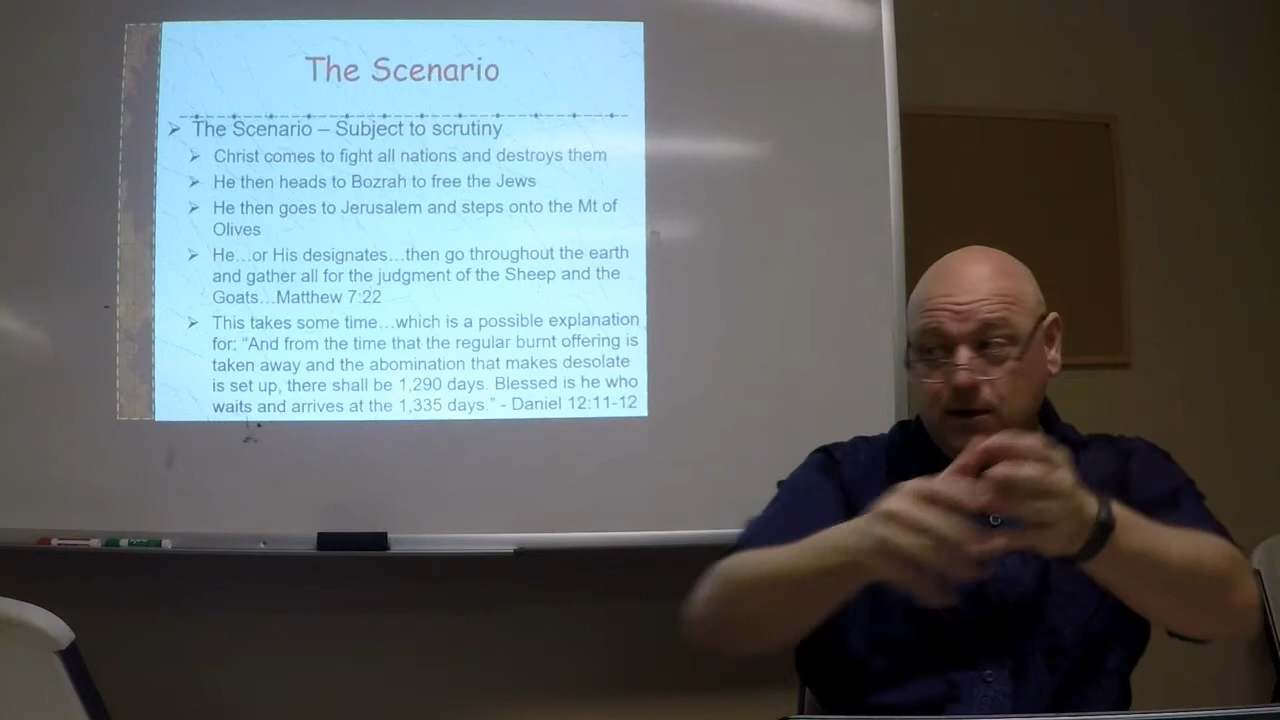 The Scenario
The Scenario – Subject to scrutiny
Christ comes to fight all nations and destroys them
He then heads to Bozrah to free the Jews
He then goes to Jerusalem and steps onto the Mt of
Olives
He…or His designates…then go throughout the earth
and gather all for the judgment of the Sheep and the
Goats…Matthew 7:22
This takes some time…which is a possible explanation
for: “And from the time that the regular burnt offering is
taken away and the abomination that makes desolate
is set up, there shall be 1,290 days. Blessed is he who
waits and arrives at the 1,335 days.” - Daniel 12:11-12